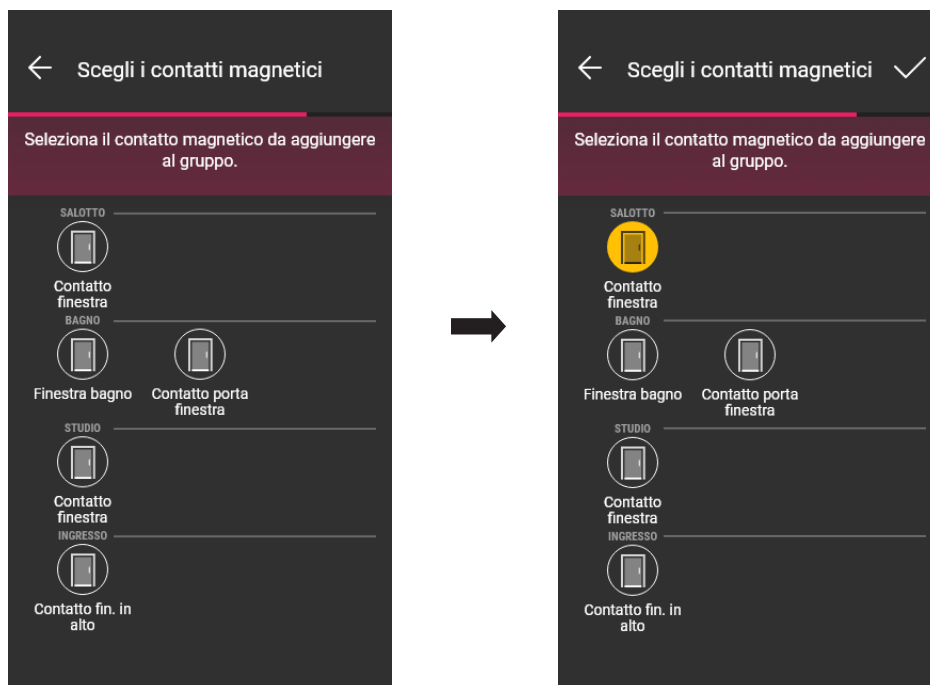 Scegli i contatti magnetici
Seleziona il contatto magnetico da aggiungere
al gruppo.
SALOTTO
Contatto
finestra
BAGNO
Finestra bagno
Contatto porta
finestra
STUDIO
Contatto
finestra
INGRESSO
Contatto fin. in
alto
Scegli i contatti magnetici
Seleziona il contatto magnetico da aggiungere
al gruppo.
SALOTTO
Contatto
finestra
BAGNO
Finestra bagno
Contatto porta
finestra
STUDIO
Contatto
finestra
INGRESSO
Contatto fin. in
alto